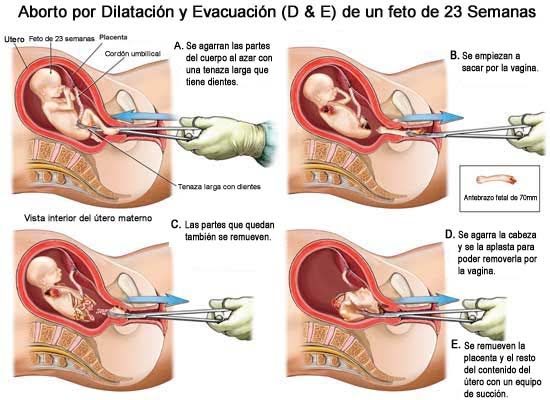 Aborto por Dilatación y Evacuación (D & E) de un feto de 23 Semanas
Utero
Feto de 23 semanas
Placenta
Cordón umbilical
A. Se agarran las partes
del cuerpo al azar con
una tenaza larga que
tiene dientes.
Tenaza larga con dientes
B. Se empiezan a
sacar por la vagina.
Antebrazo fetal de 70mm
Vista interior del útero materno
C. Las partes que quedan
también se remueven.
D. Se agarra la cabeza
y se la aplasta para
poder removerla por
la vagina.
E. Se remueven la
placenta y el resto
del contenido del
útero con un equipo
de succión.